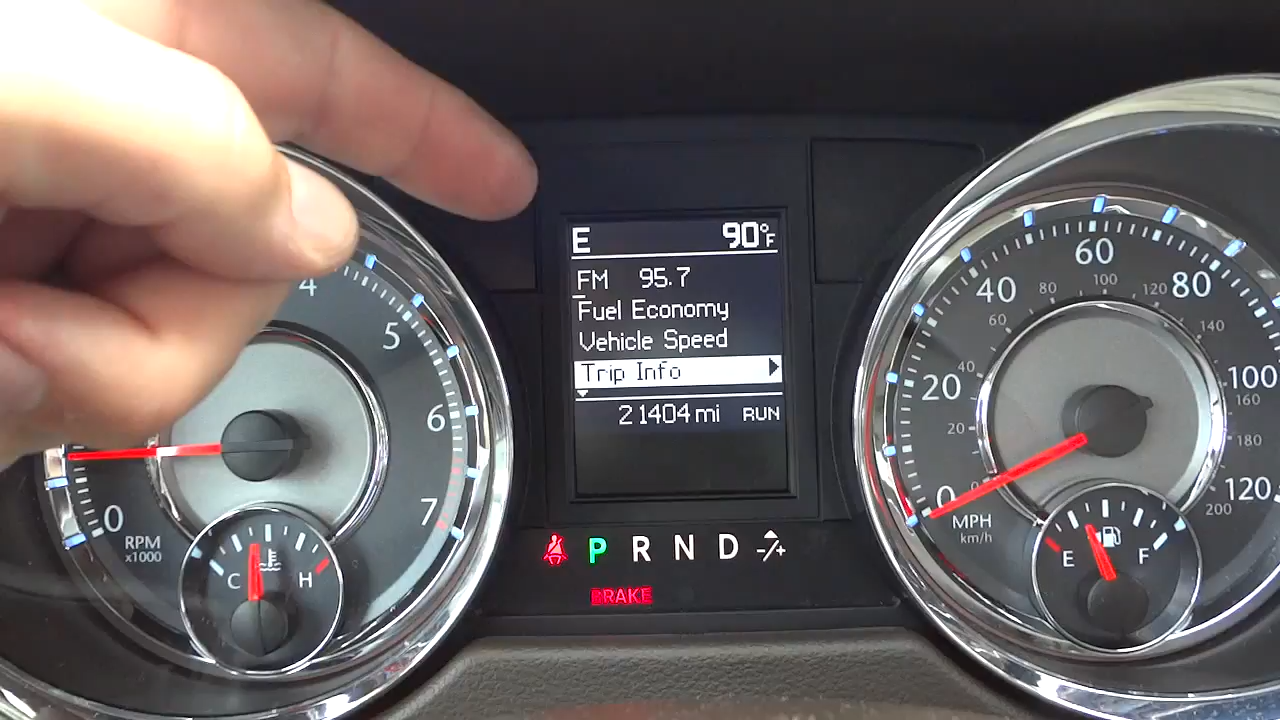 E 90°F
FM 95.7
Fuel Economy
Vehicle Speed
Trip Info
21404 mi RUN
P R N D -/+
BRAKE
0 4 5 6 7
RPM
x1000
C H
0 20 40 60 80 100 120
20 40 60 80 100 120 140 160 180 200
MPH
km/h
E F